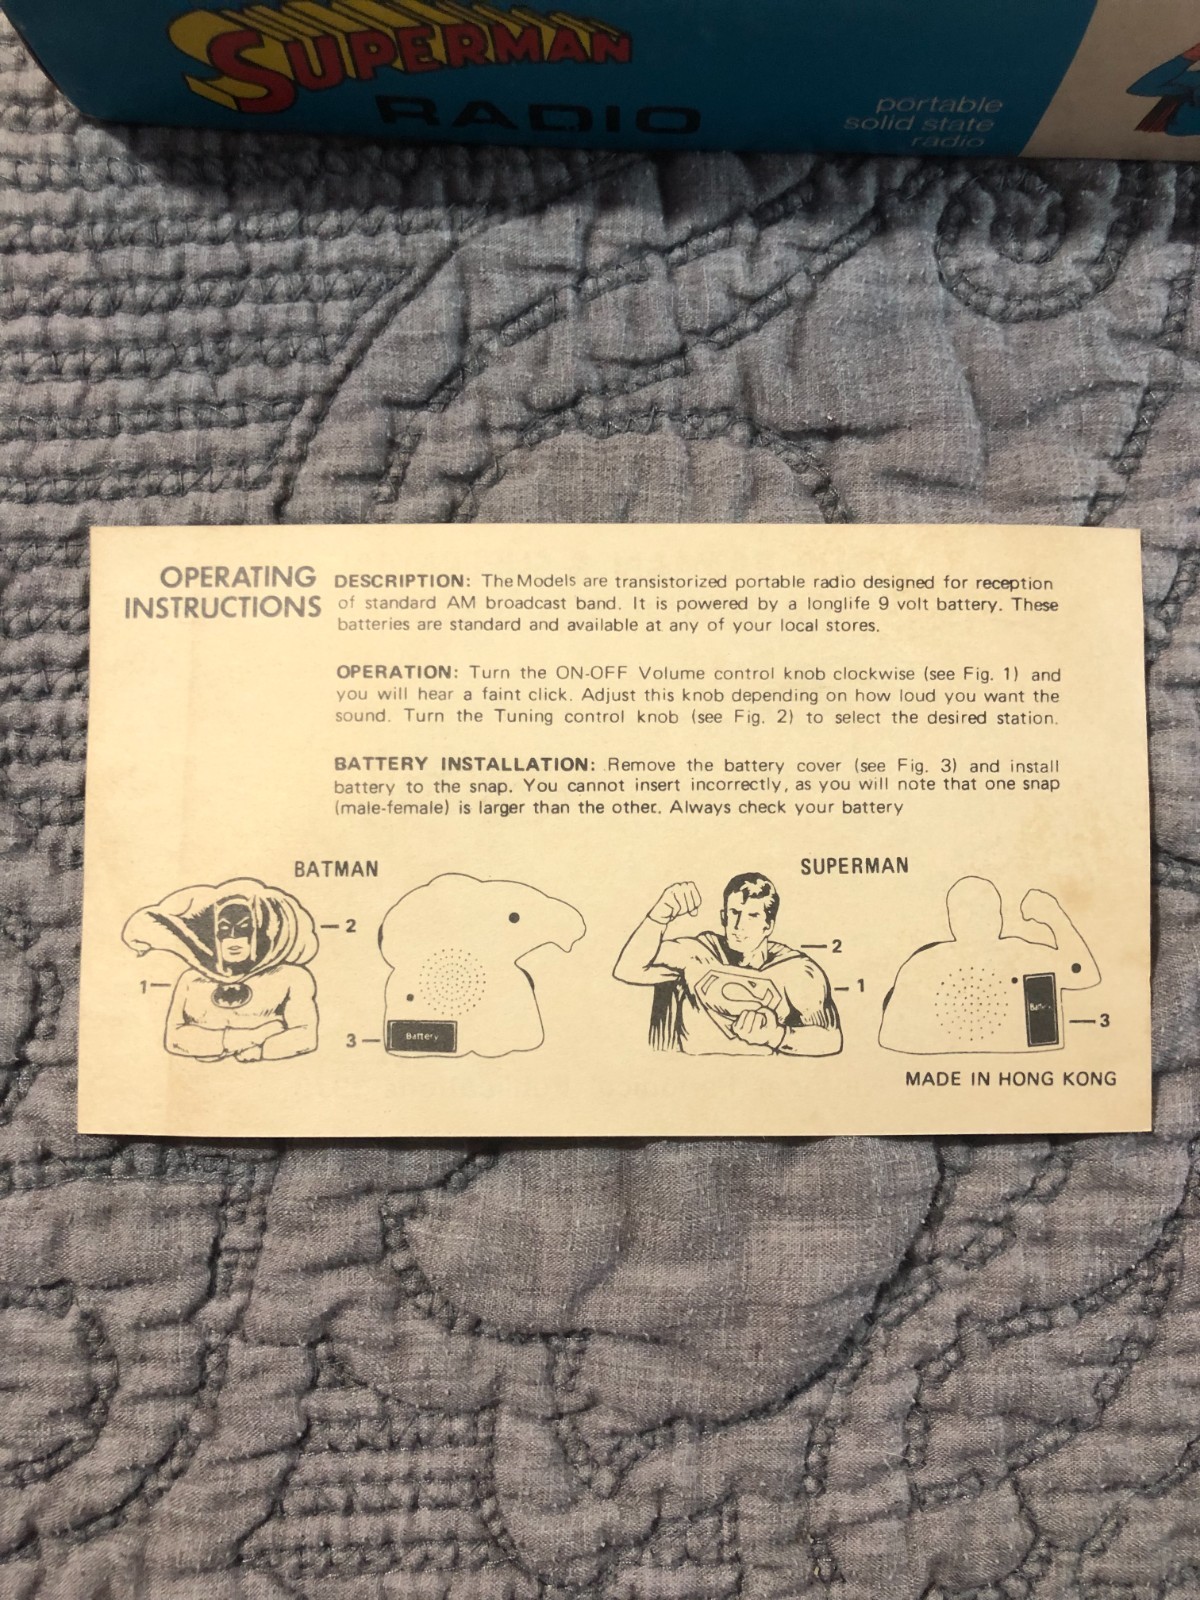 SUPERMAN
RADIO
portable
solid state
radio
OPERATING
INSTRUCTIONS
DESCRIPTION: The Models are transistorized portable radio designed for reception
of standard AM broadcast band. It is powered by a longlife 9 volt battery. These
batteries are standard and available at any of your local stores.
OPERATION: Turn the ON-OFF Volume control knob clockwise (see Fig. 1) and
you will hear a faint click. Adjust this knob depending on how loud you want the
sound. Turn the Tuning control knob (see Fig. 2) to select the desired station.
BATTERY INSTALLATION: Remove the battery cover (see Fig. 3) and install
battery to the snap. You cannot insert incorrectly, as you will note that one snap
(male-female) is larger than the other. Always check your battery
BATMAN
2
1
3
Battery
SUPERMAN
2
1
S
Battery
3
MADE IN HONG KONG